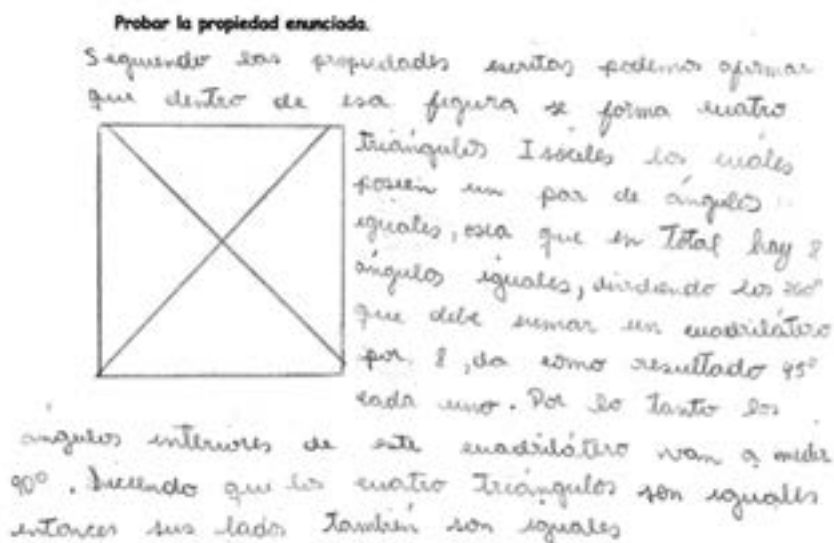 Probar la propiedad enunciada.
Siguiendo las propiedades escritas podemos afirmar
que dentro de esa figura se forma cuatro
triángulos Isóceles los cuales
poseen un par de ángulos
iguales, osea que en Total hay 8
ángulos iguales, dividiendo los 360°
que debe sumar un cuadrilátero
por 8, da como resultado 45°
cada uno. Por lo tanto los
ángulos interiores de este cuadrilátero van a medir
90°. Diciendo que los cuatro triángulos son iguales
entonces sus lados también son iguales